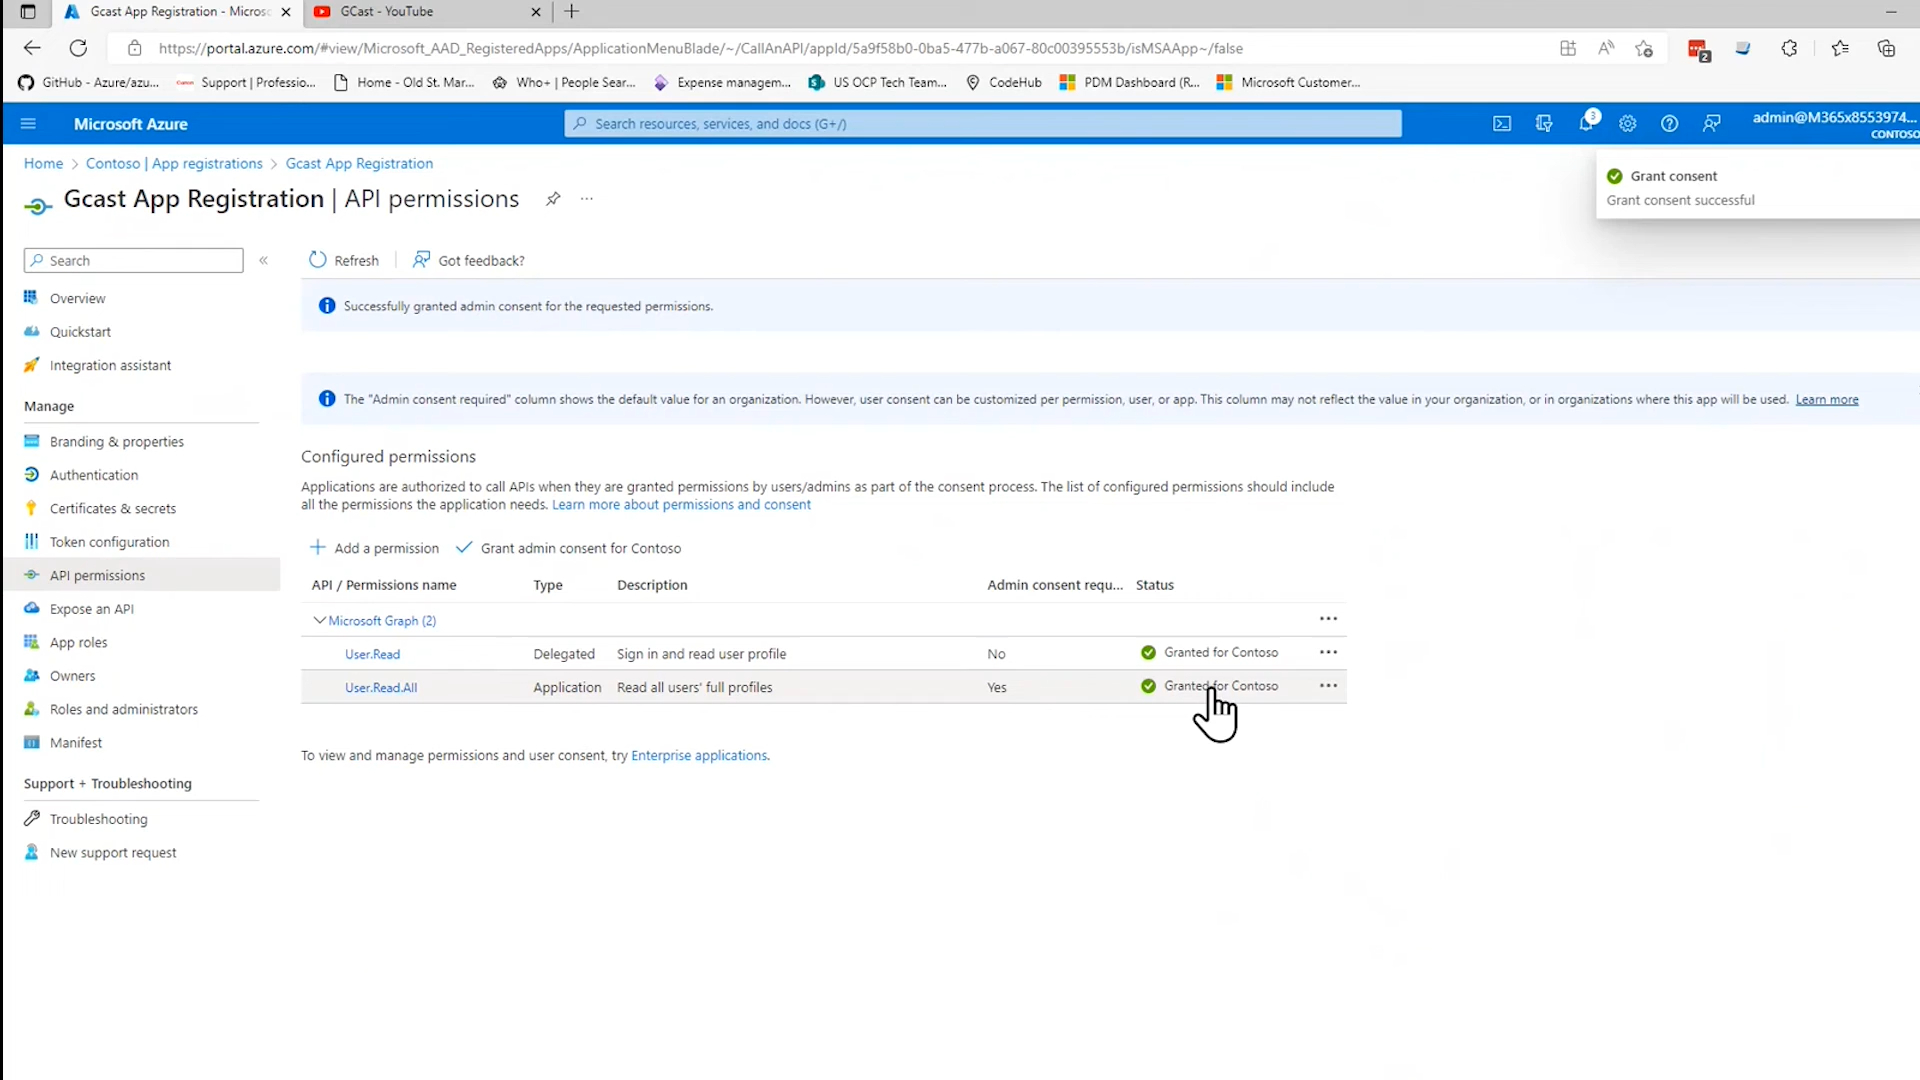 Gcast App Registration - Micros
GCast - YouTube
https://portal.azure.com/#view/Microsoft_AAD_RegisteredApps/ApplicationMenuBlade/~/CallAnAPI/appId/5a9f58b0-0ba5-477b-a067-80c00395553b/isMSAApp~/false
2
GitHub - Azure/azu...
Support | Professio...
Home - Old St. Mar...
Who+ | People Sear...
Expense managem...
US OCP Tech Team...
CodeHub
PDM Dashboard (R...
Microsoft Customer...
Microsoft Azure
Search resources, services, and docs (G+/)
3
admin@M365x8553974...
CONTOSO
Home > Contoso | App registrations > Gcast App Registration
Gcast App Registration | API permissions
Grant consent
Grant consent successful
Search
Refresh
Got feedback?
Overview
Quickstart
Integration assistant
Manage
Branding & properties
Authentication
Certificates & secrets
Token configuration
API permissions
Expose an API
App roles
Owners
Roles and administrators
Manifest
Support + Troubleshooting
Troubleshooting
New support request
Successfully granted admin consent for the requested permissions.
The "Admin consent required" column shows the default value for an organization. However, user consent can be customized per permission, user, or app. This column may not reflect the value in your organization, or in organizations where this app will be used. Learn more
Configured permissions
Applications are authorized to call APIs when they are granted permissions by users/admins as part of the consent process. The list of configured permissions should include
all the permissions the application needs. Learn more about permissions and consent
Add a permission
Grant admin consent for Contoso
API / Permissions name Type Description Admin consent requ... Status
Microsoft Graph (2)
User.Read Delegated Sign in and read user profile No Granted for Contoso
User.Read.All Application Read all users' full profiles Yes Granted for Contoso
To view and manage permissions and user consent, try Enterprise applications.